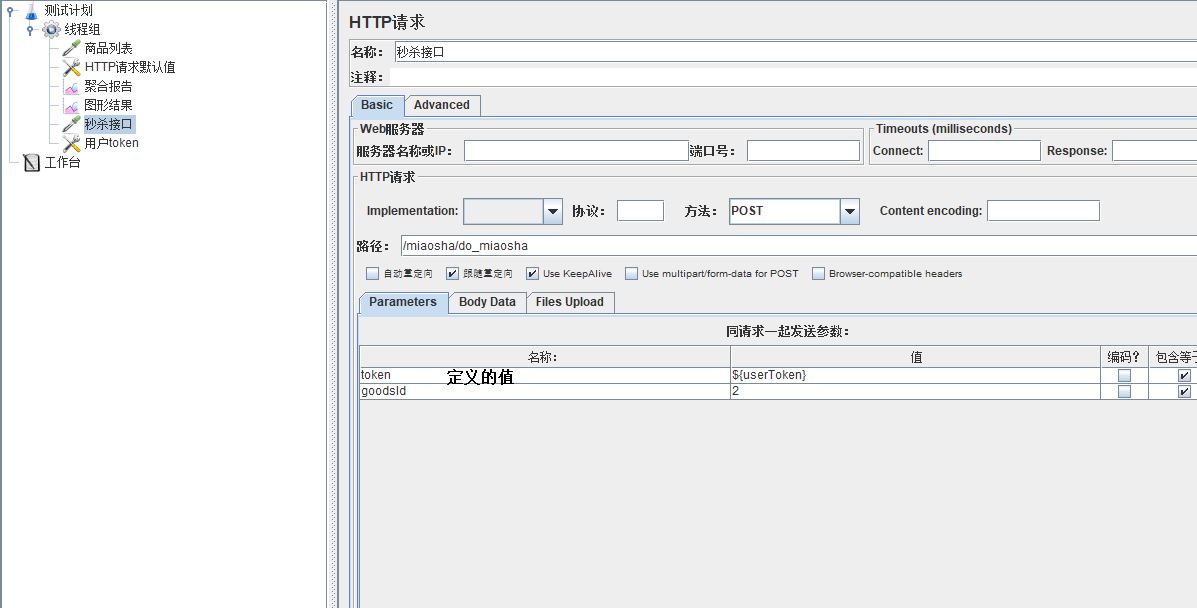 测试计划
线程组
商品列表
HTTP请求默认值
聚合报告
图形结果
秒杀接口
用户token
工作台
HTTP请求
名称： 秒杀接口
注释：
Basic Advanced
Web服务器 Timeouts (milliseconds)
服务器名称或IP： 端口号： Connect: Response:
HTTP请求
Implementation: 协议： 方法： POST Content encoding:
路径： /miaosha/do_miaosha
自动重定向 跟随重定向 Use KeepAlive Use multipart/form-data for POST Browser-compatible headers
Parameters Body Data Files Upload
同请求一起发送参数：
名称： 值 编码? 包含等于
token 定义的值 ${userToken}
goodsId 2